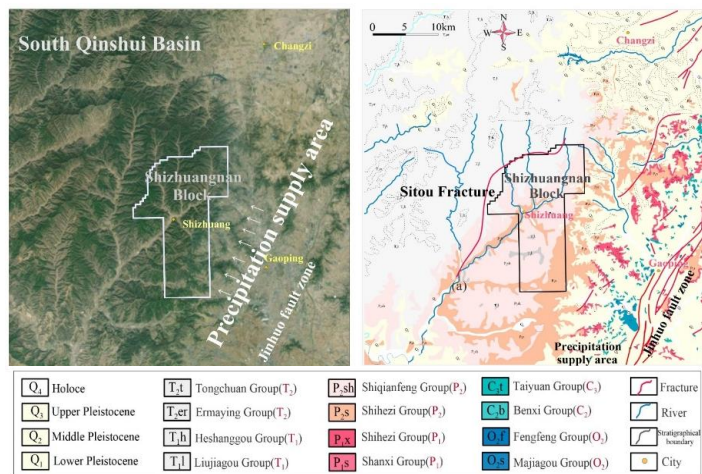 South Qinshui Basin
Changzi
Shizhuangnan
Block
Shizhuang
Gaoping
Precipitation supply area
Jinhuo fault zone
0 5 10km
N
W E
S
Changzi
Shizhuangnan
Block
Sitou Fracture
Shizhuang
Gaoping
(a)
Precipitation
supply area
Jinhuo fault zone
Q₄ Holoce
T₂t Tongchuan Group(T₂)
P₂sh Shiqianfeng Group(P₂)
C₃t Taiyuan Group(C₃)
Fracture
Q₃ Upper Pleistocene
T₂er Ermaying Group(T₂)
P₂s Shihezi Group(P₂)
C₂b Benxi Group(C₂)
River
Q₂ Middle Pleistocene
T₁h Heshanggou Group(T₁)
P₁x Shihezi Group(P₁)
O₂f Fengfeng Group(O₂)
Stratigraphical
boundary
Q₁ Lower Pleistocene
T₁l Liujiagou Group(T₁)
P₁s Shanxi Group(P₁)
O₂s Majiagou Group(O₂)
City